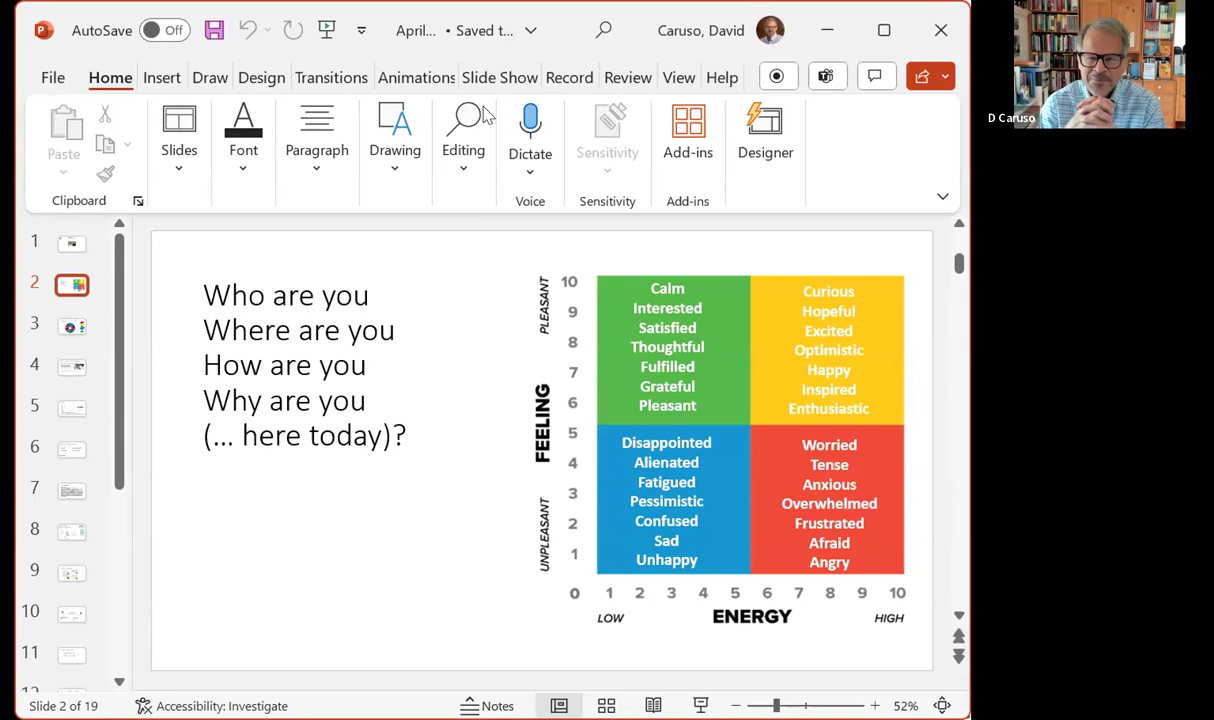 AutoSave Off April... • Saved t... Caruso, David
File Home Insert Draw Design Transitions Animations Slide Show Record Review View Help
Paste
Slides
Font
Paragraph
Drawing
Editing
Dictate
Sensitivity
Add-ins
Designer
Clipboard
Voice
Sensitivity
Add-ins
D Caruso
1
2
3
4
5
6
7
8
9
10
11
12
Who are you
Where are you
How are you
Why are you
(... here today)?
PLEASANT
FEELING
UNPLEASANT
10
9
8
7
6
5
4
3
2
1
Calm
Interested
Satisfied
Thoughtful
Fulfilled
Grateful
Pleasant
Curious
Hopeful
Excited
Optimistic
Happy
Inspired
Enthusiastic
Disappointed
Alienated
Fatigued
Pessimistic
Confused
Sad
Unhappy
Worried
Tense
Anxious
Overwhelmed
Frustrated
Afraid
Angry
0 1 2 3 4 5 6 7 8 9 10
LOW ENERGY HIGH
Slide 2 of 19 Accessibility: Investigate Notes 52%